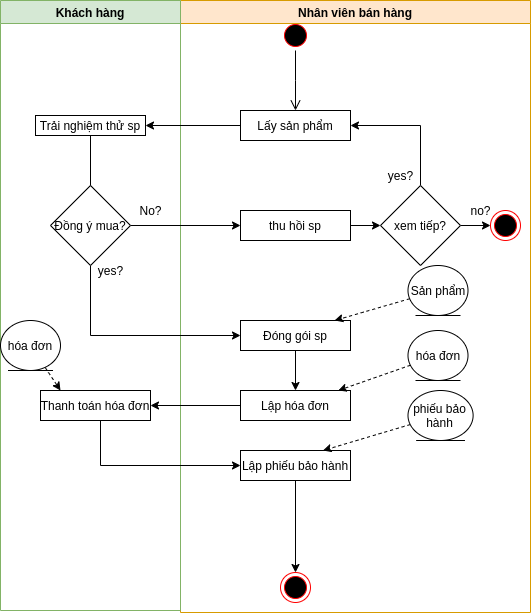 Khách hàng
Nhân viên bán hàng
Trải nghiệm thử sp
Lấy sản phẩm
yes?
Đồng ý mua?
No?
thu hồi sp
xem tiếp?
no?
yes?
Sản phẩm
Đóng gói sp
hóa đơn
hóa đơn
Thanh toán hóa đơn
Lập hóa đơn
phiếu bảo
hành
Lập phiếu bảo hành